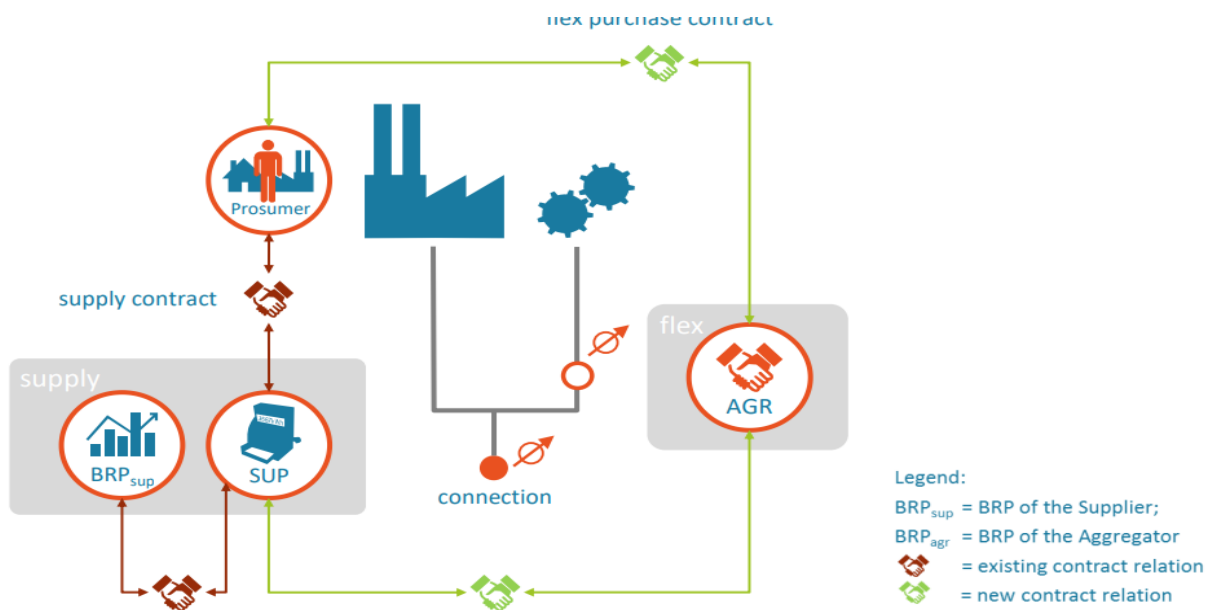 flex purchase contract
Prosumer
supply contract
flex
supply
AGR
BRPsup
SUP
connection
Legend:
BRPsup = BRP of the Supplier;
BRPagr = BRP of the Aggregator
= existing contract relation
= new contract relation